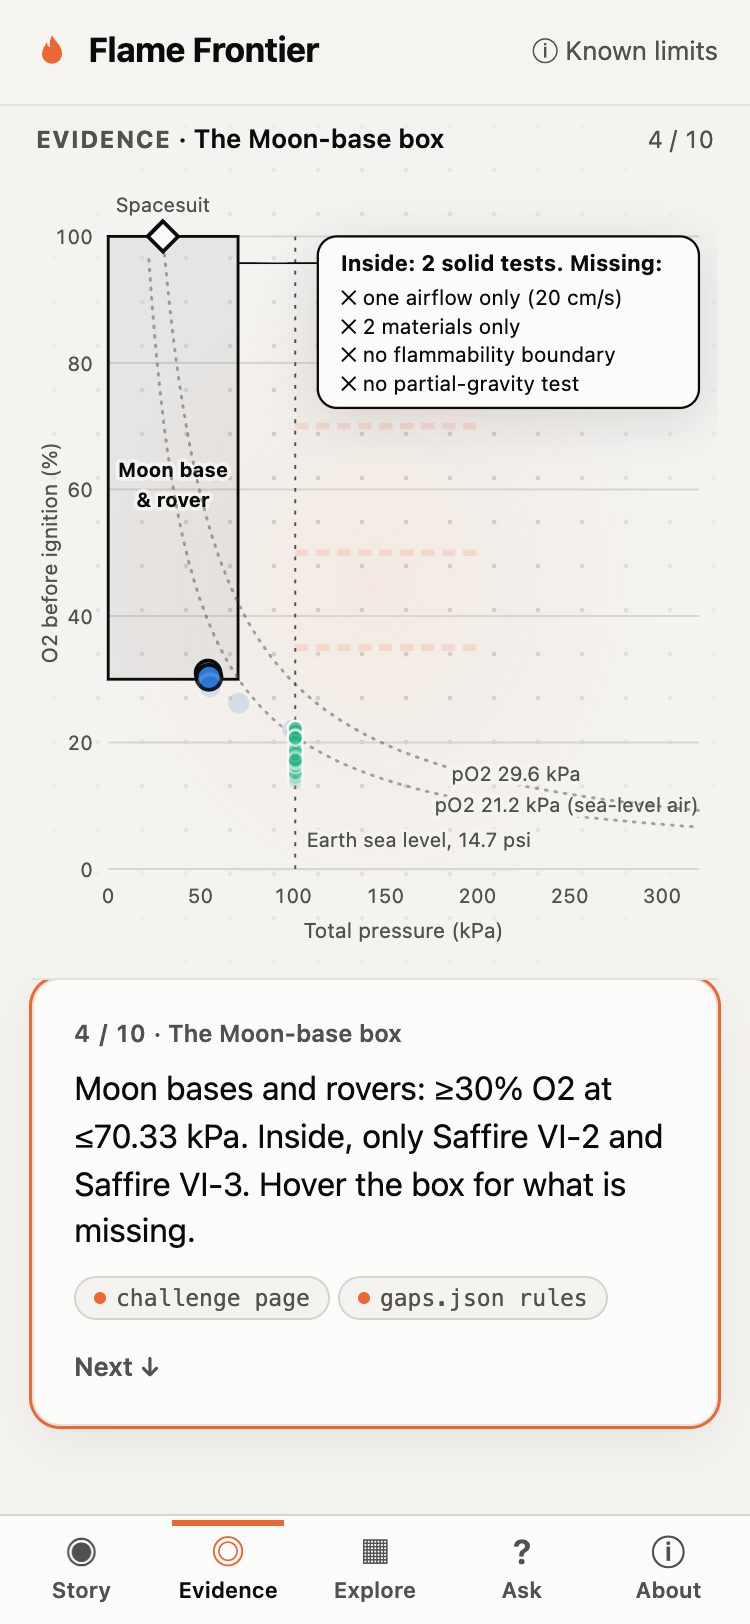 Flame Frontier
ⓘ Known limits
EVIDENCE · The Moon-base box
4 / 10
Spacesuit
100
80
60
40
20
0
O2 before ignition (%)
Inside: 2 solid tests. Missing:
✕ one airflow only (20 cm/s)
✕ 2 materials only
✕ no flammability boundary
✕ no partial-gravity test
Moon base
& rover
pO2 29.6 kPa
pO2 21.2 kPa (sea-level air)
Earth sea level, 14.7 psi
0 50 100 150 200 250 300
Total pressure (kPa)
4 / 10 · The Moon-base box
Moon bases and rovers: ≥30% O2 at
≤70.33 kPa. Inside, only Saffire VI-2 and
Saffire VI-3. Hover the box for what is
missing.
challenge page
gaps.json rules
Next ↓
Story
Evidence
Explore
? Ask
ⓘ About